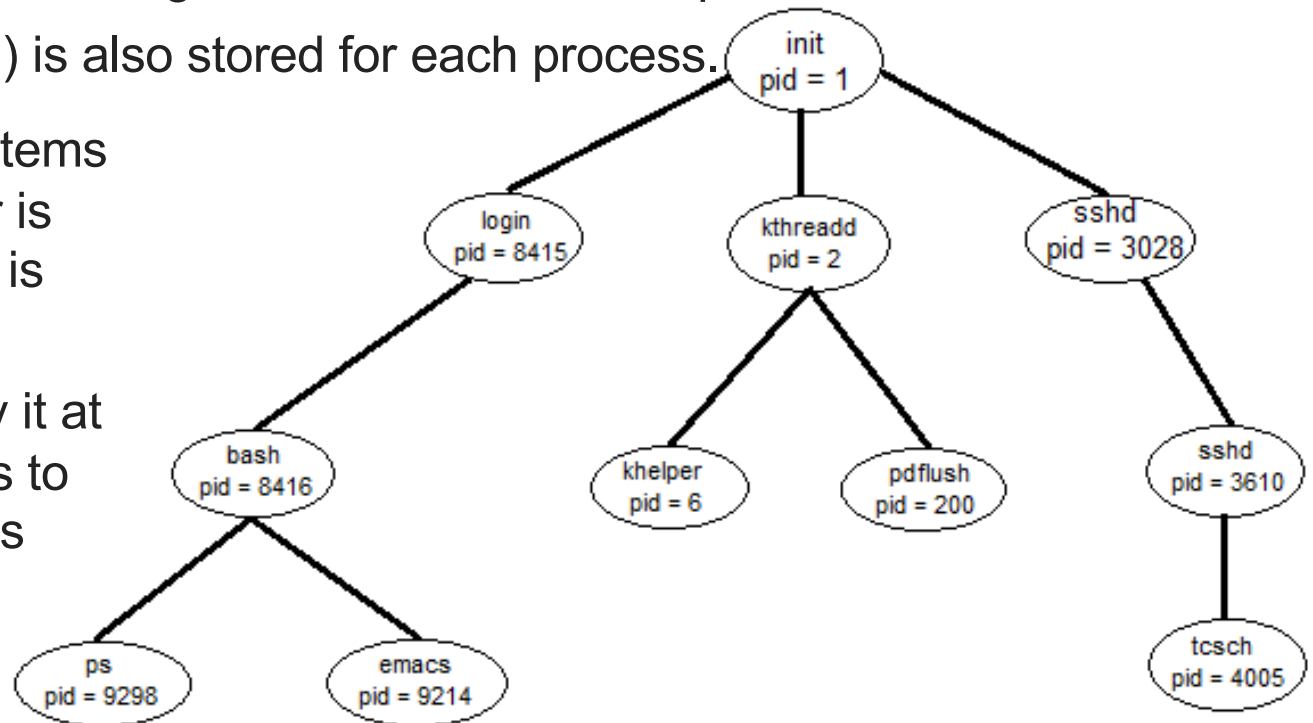 ) is also stored for each process.
init
pid = 1
tems
r is
is
login
pid = 8415
kthreadd
pid = 2
sshd
pid = 3028
y it at
s to
s
bash
pid = 8416
khelper
pid = 6
pdflush
pid = 200
sshd
pid = 3610
ps
pid = 9298
emacs
pid = 9214
tcsch
pid = 4005